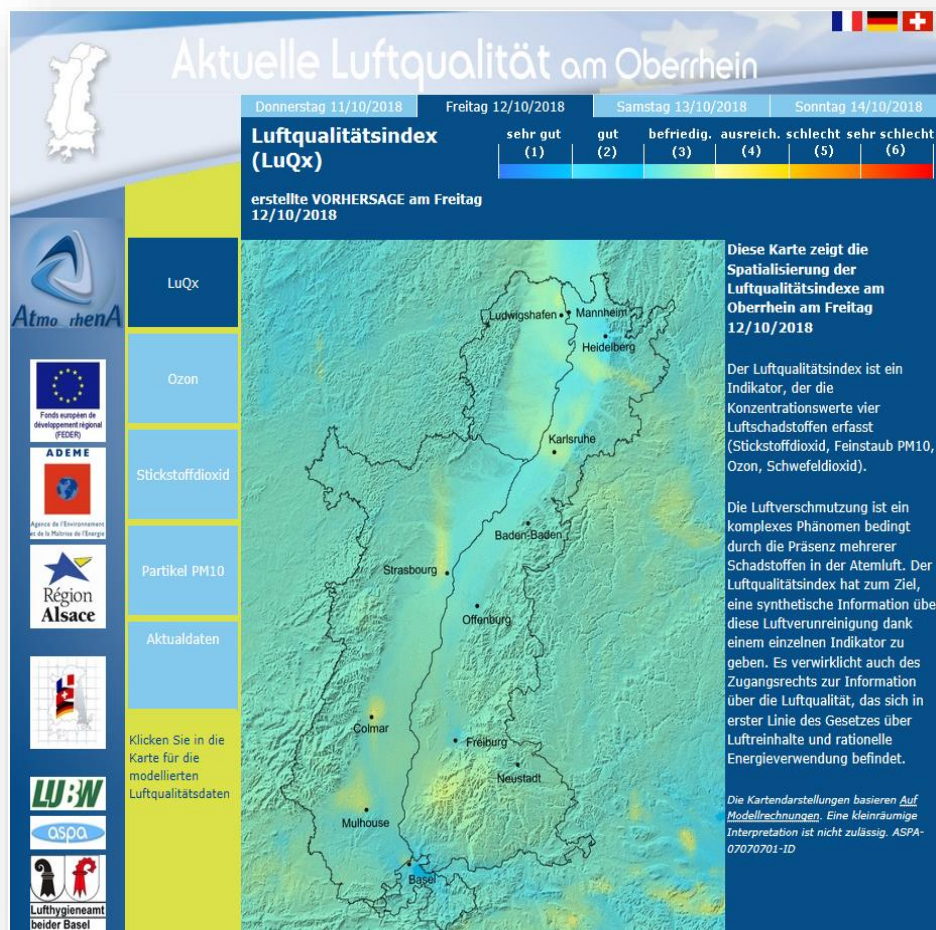 Aktuelle Luftqualität am Oberrhein
Donnerstag 11/10/2018
Freitag 12/10/2018
Samstag 13/10/2018
Sonntag 14/10/2018
Luftqualitätsindex
(LuQx)
sehr gut
(1)
gut
(2)
befriedig.
(3)
ausreich.
(4)
schlecht
(5)
sehr schlecht
(6)
erstellte VORHERSAGE am Freitag
12/10/2018
Atmo rhenA
Fonds européen de
développement régional
(FEDER)
ADEME
Agence de l'Environnement
et de la Maîtrise de l'Energie
Région
Alsace
LUBW
aspa
Lufthygieneamt
beider Basel
LuQx
Ozon
Stickstoffdioxid
Partikel PM10
Aktualdaten
Klicken Sie in die
Karte für die
modellierten
Luftqualitätsdaten
Ludwigshafen
Mannheim
Heidelberg
Karlsruhe
Baden-Baden
Strasbourg
Offenburg
Colmar
Freiburg
Neustadt
Mulhouse
Basel
Diese Karte zeigt die
Spatialisierung der
Luftqualitätsindexe am
Oberrhein am Freitag
12/10/2018
Der Luftqualitätsindex ist ein
Indikator, der die
Konzentrationswerte vier
Luftschadstoffen erfasst
(Stickstoffdioxid, Feinstaub PM10,
Ozon, Schwefeldioxid).
Die Luftverschmutzung ist ein
komplexes Phänomen bedingt
durch die Präsenz mehrerer
Schadstoffen in der Atemluft. Der
Luftqualitätsindex hat zum Ziel,
eine synthetische Information übe
diese Luftverunreinigung dank
einem einzelnen Indikator zu
geben. Es verwirklicht auch des
Zugangsrechts zur Information
über die Luftqualität, das sich in
erster Linie des Gesetzes über
Luftreinhalte und rationelle
Energieverwendung befindet.
Die Kartendarstellungen basieren Auf
Modellrechnungen. Eine kleinräumige
Interpretation ist nicht zulässig. ASPA-
07070701-ID